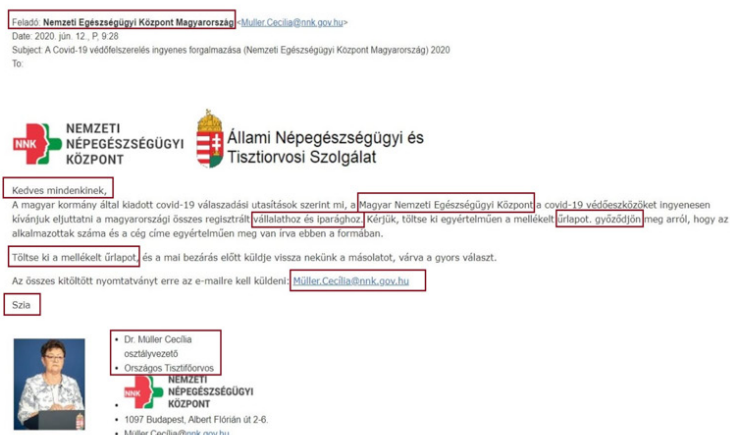 Feladó: Nemzeti Egészségügyi Központ Magyarország <Muller.Cecilia@nnk.gov.hu>
Date: 2020. jún. 12., P, 9:28
Subject: A Covid-19 védőfelszerelés ingyenes forgalmazása (Nemzeti Egészségügyi Központ Magyarország) 2020
To:
NNK
NEMZETI
NÉPEGÉSZSÉGÜGYI
KÖZPONT
Állami Népegészségügyi és
Tisztiorvosi Szolgálat
Kedves mindenkinek,
A magyar kormány által kiadott covid-19 válaszadási utasítások szerint mi, a Magyar Nemzeti Egészségügyi Központ a covid-19 védőeszközöket ingyenesen
kívánjuk eljuttatni a magyarországi összes regisztrált vállalathoz és iparághoz. Kérjük, töltse ki egyértelműen a mellékelt űrlapot. győződjön meg arról, hogy az
alkalmazottak száma és a cég címe egyértelműen meg van írva ebben a formában.
Töltse ki a mellékelt űrlapot, és a mai bezárás előtt küldje vissza nekünk a másolatot, várva a gyors választ.
Az összes kitöltött nyomtatványt erre az e-mailre kell küldeni: Müller.Cecília@nnk.gov.hu
Szia
• Dr. Müller Cecília
osztályvezető
• Országos Tisztifőorvos
NNK
NEMZETI
NÉPEGÉSZSÉGÜGYI
KÖZPONT
• 1097 Budapest, Albert Flórián út 2-6.
• Müller.Cecília@nnk.gov.hu